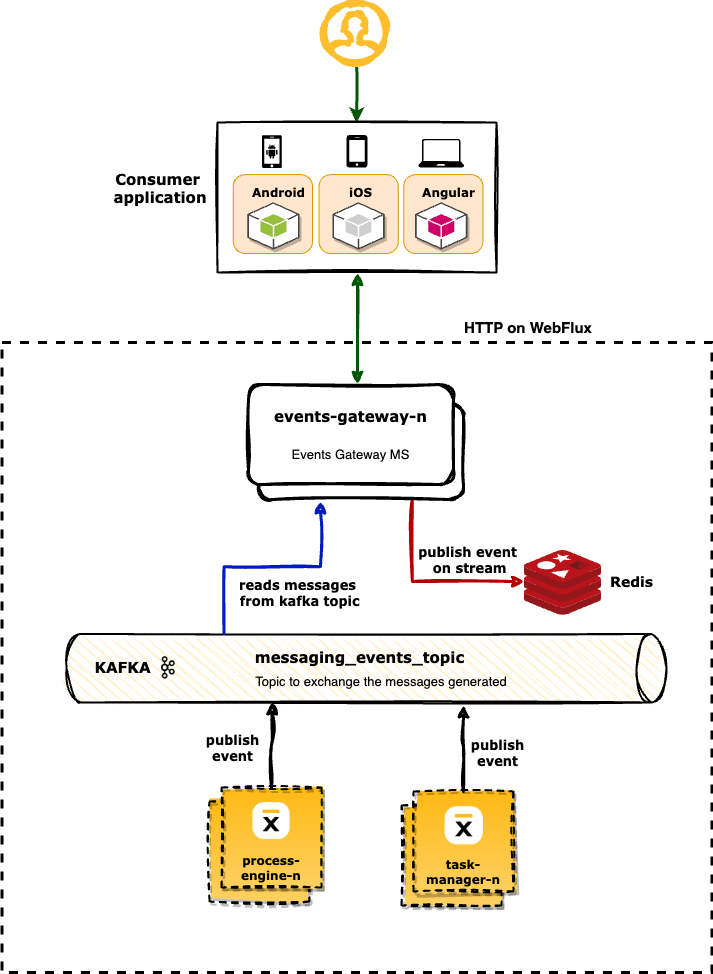 Consumer
application
Android
iOS
Angular
HTTP on WebFlux
events-gateway-n
Events Gateway MS
publish event
on stream
Redis
reads messages
from kafka topic
KAFKA
messaging_events_topic
Topic to exchange the messages generated
publish
event
publish
event
x
process-
engine-n
x
task-
manager-n